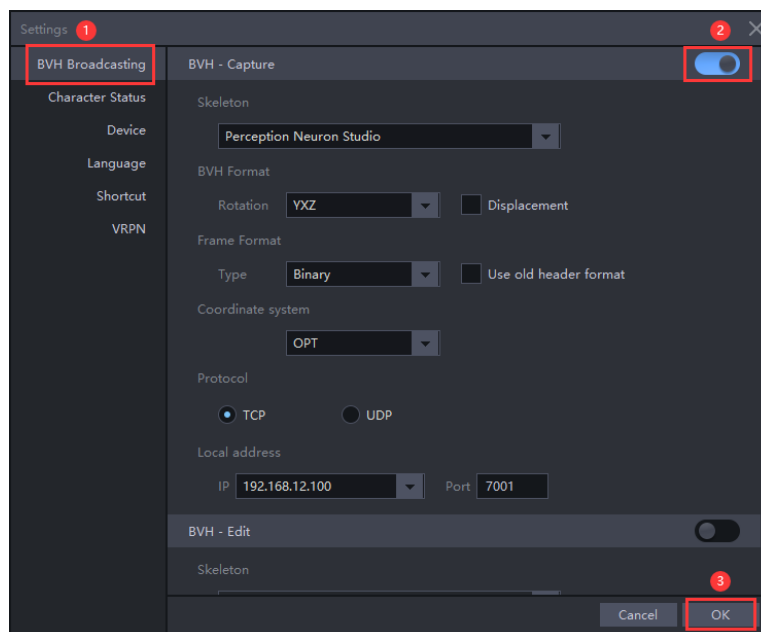 Settings 1 2
BVH Broadcasting
Character Status
Device
Language
Shortcut
VRPN
BVH - Capture
Skeleton
Perception Neuron Studio
BVH Format
Rotation YXZ Displacement
Frame Format
Type Binary Use old header format
Coordinate system
OPT
Protocol
TCP UDP
Local address
IP 192.168.12.100 Port 7001
BVH - Edit
Skeleton
3
Cancel OK